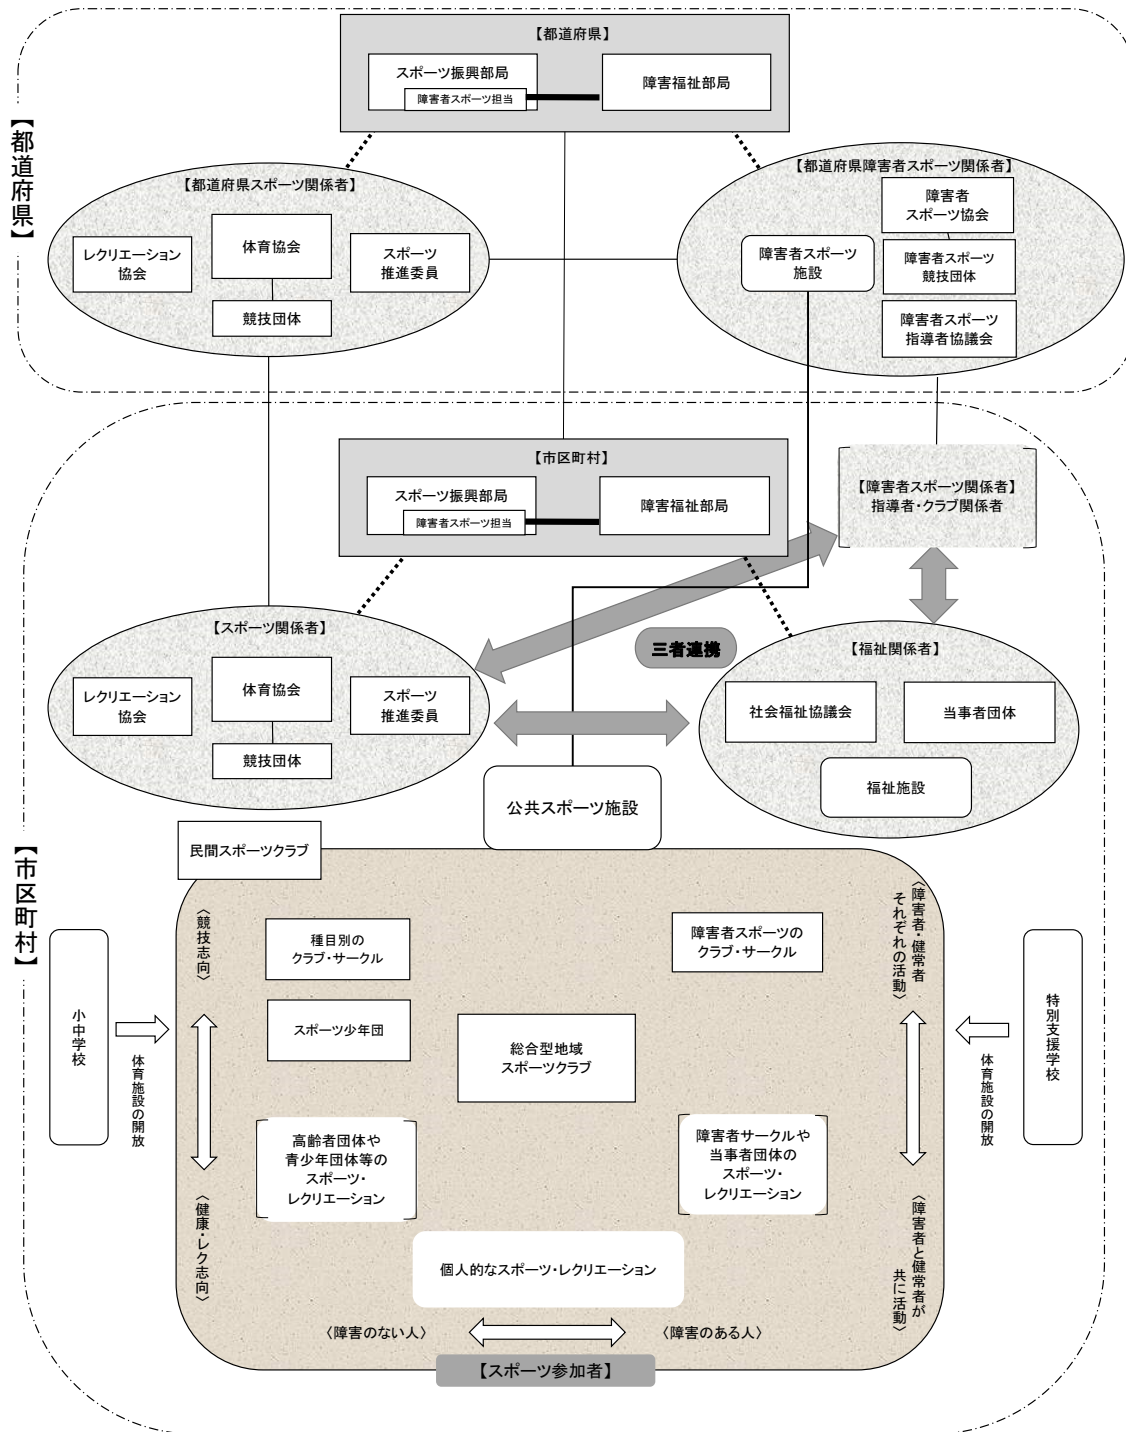 【都道府県】
【都道府県】
スポーツ振興部局
障害者スポーツ担当
障害福祉部局
【都道府県スポーツ関係者】
レクリエーション
協会
体育協会
競技団体
スポーツ
推進委員
【都道府県障害者スポーツ関係者】
障害者スポーツ
施設
障害者
スポーツ協会
障害者スポーツ
競技団体
障害者スポーツ
指導者協議会
【市区町村】
【市区町村】
スポーツ振興部局
障害者スポーツ担当
障害福祉部局
【障害者スポーツ関係者】
指導者・クラブ関係者
【スポーツ関係者】
レクリエーション
協会
体育協会
競技団体
スポーツ
推進委員
三者連携
【福祉関係者】
社会福祉協議会
当事者団体
福祉施設
公共スポーツ施設
民間スポーツクラブ
小中学校
体育施設の開放
〈競技志向〉
〈健康・レク志向〉
種目別の
クラブ・サークル
スポーツ少年団
高齢者団体や
青少年団体等の
スポーツ・
レクリエーション
総合型地域
スポーツクラブ
障害者スポーツの
クラブ・サークル
障害者サークルや
当事者団体の
スポーツ・
レクリエーション
〈障害者・健常者
それぞれの活動〉
〈障害者と健常者が
共に活動〉
体育施設の開放
特別支援学校
個人的なスポーツ・レクリエーション
〈障害のない人〉
〈障害のある人〉
【スポーツ参加者】